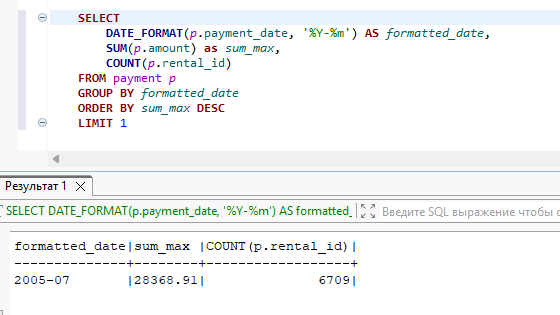 SELECT
DATE_FORMAT(p.payment_date, '%Y-%m') AS formatted_date,
SUM(p.amount) as sum_max,
COUNT(p.rental_id)
FROM payment p
GROUP BY formatted_date
ORDER BY sum_max DESC
LIMIT 1
Результат 1
SELECT DATE_FORMAT(p.payment_date, '%Y-%m') AS formatted_ Введите SQL выражение чтобы
formatted_date|sum_max |COUNT(p.rental_id)|
--------------+--------+------------------+
2005-07 |28368.91| 6709|